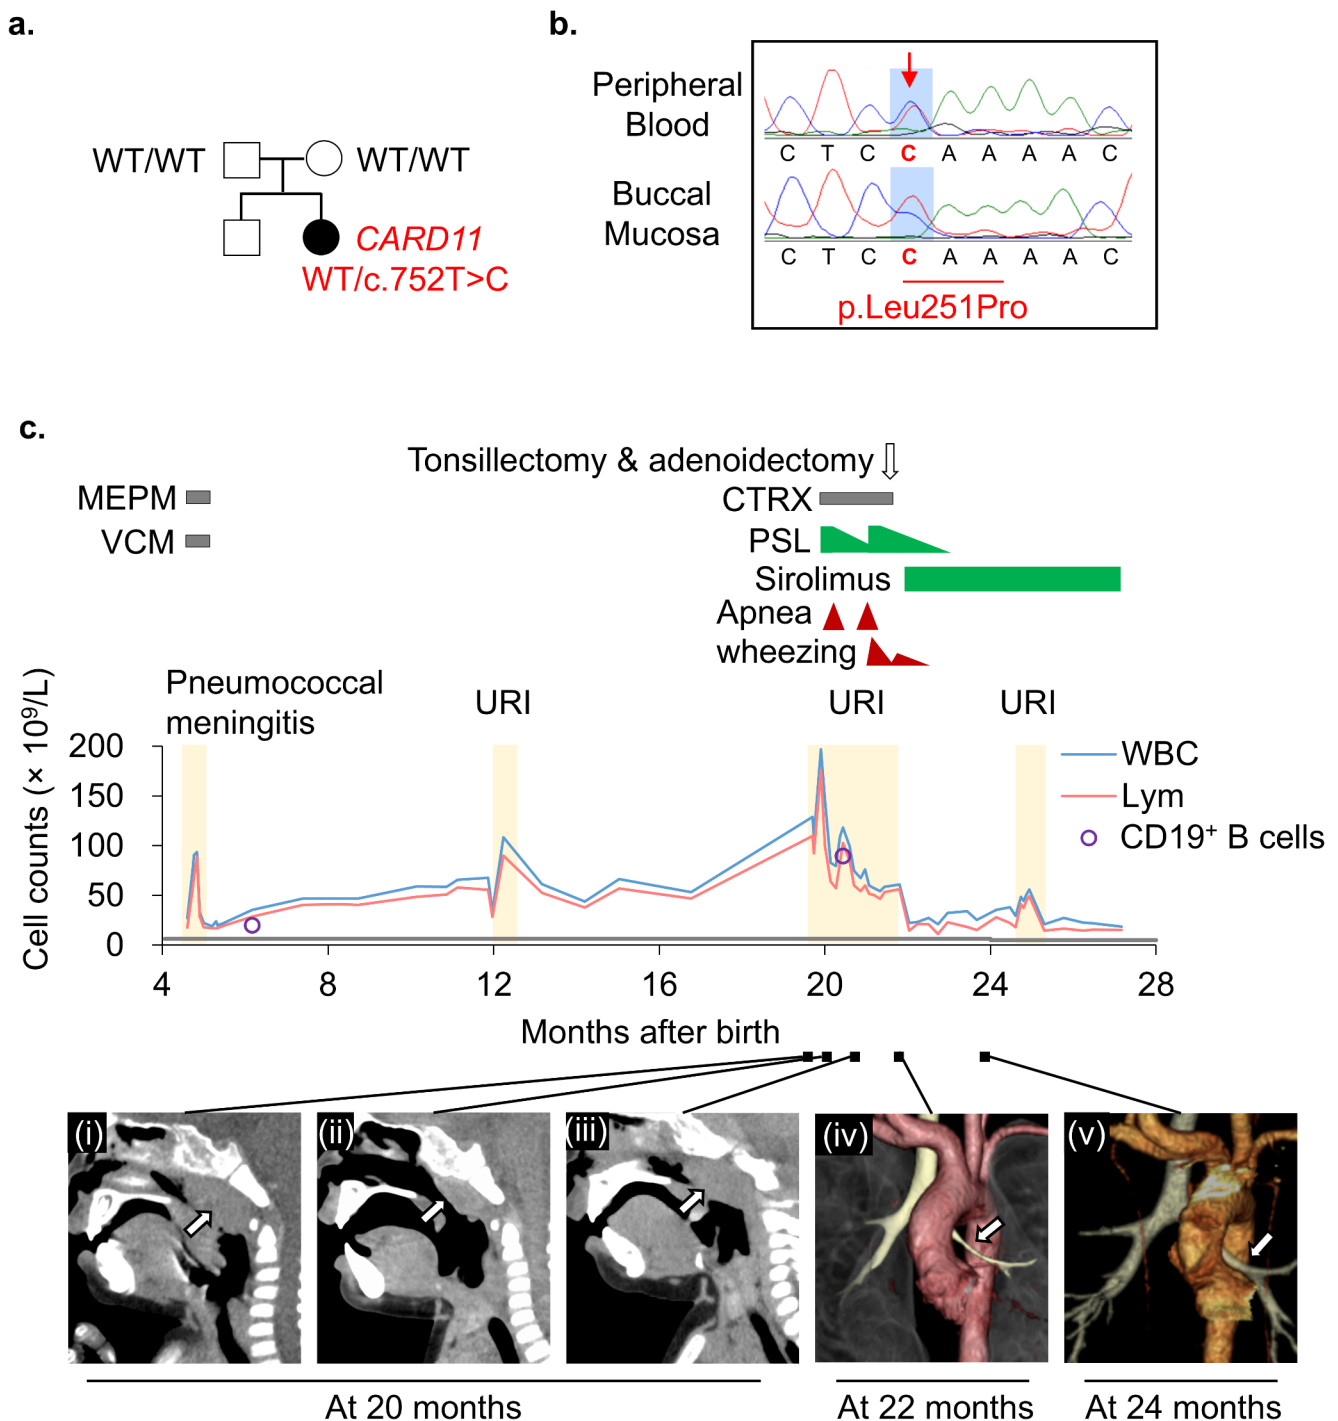 a.
WT/WT
WT/WT
CARD11
WT/c.752T>C
b.
Peripheral
Blood
C T C C A A A A C
Buccal
Mucosa
C T C C A A A A C
p.Leu251Pro
c.
Tonsillectomy & adenoidectomy
MEPM
CTRX
VCM
PSL
Sirolimus
Apnea
wheezing
Pneumococcal
meningitis
URI
URI
URI
Cell counts (× 10⁹/L)
200
150
100
50
0
WBC
Lym
CD19⁺ B cells
4 8 12 16 20 24 28
Months after birth
(i)
(ii)
(iii)
(iv)
(v)
At 20 months
At 22 months
At 24 months